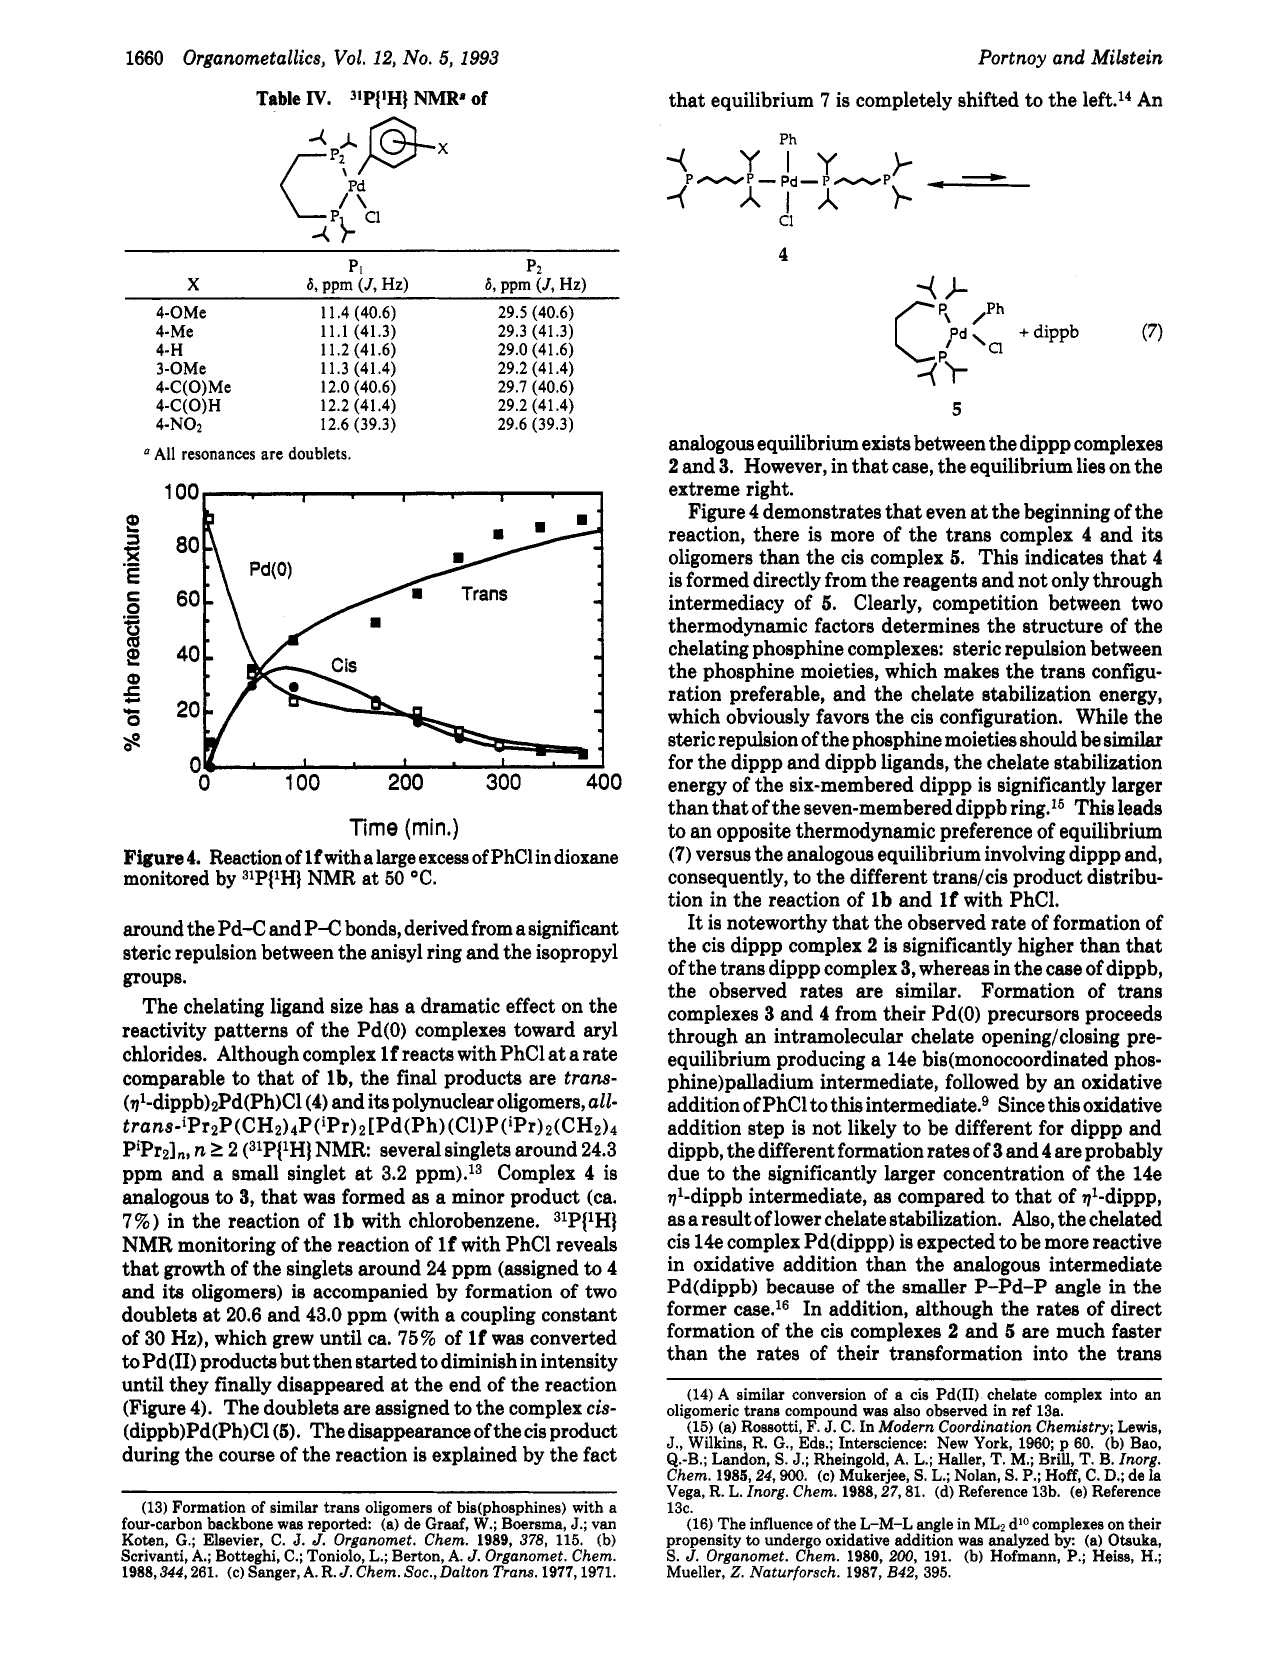 1660 Organometallics, Vol. 12, No. 5, 1993
Portnoy and Milstein
Table IV. ³¹P{¹H} NMRᵃ of
P₂
X
Pd
P₁
Cl
P₁ P₂
X δ, ppm (J, Hz) δ, ppm (J, Hz)
4-OMe 11.4 (40.6) 29.5 (40.6)
4-Me 11.1 (41.3) 29.3 (41.3)
4-H 11.2 (41.6) 29.0 (41.6)
3-OMe 11.3 (41.4) 29.2 (41.4)
4-C(O)Me 12.0 (40.6) 29.7 (40.6)
4-C(O)H 12.2 (41.4) 29.2 (41.4)
4-NO₂ 12.6 (39.3) 29.6 (39.3)
ᵃ All resonances are doublets.
% of the reaction mixture
100
80
60
40
20
0
Pd(0)
Trans
Cis
0 100 200 300 400
Time (min.)
Figure 4. Reaction of 1f with a large excess of PhCl in dioxane
monitored by ³¹P{¹H} NMR at 50 °C.
around the Pd–C and P–C bonds, derived from a significant
steric repulsion between the anisyl ring and the isopropyl
groups.
The chelating ligand size has a dramatic effect on the
reactivity patterns of the Pd(0) complexes toward aryl
chlorides. Although complex 1f reacts with PhCl at a rate
comparable to that of 1b, the final products are trans-
(η¹-dippb)₂Pd(Ph)Cl (4) and its polynuclear oligomers, all-
trans-ⁱPr₂P(CH₂)₄P(ⁱPr)₂[Pd(Ph)(Cl)P(ⁱPr)₂(CH₂)₄
PⁱPr₂]ₙ, n ≥ 2 (³¹P{¹H} NMR: several singlets around 24.3
ppm and a small singlet at 3.2 ppm).¹³ Complex 4 is
analogous to 3, that was formed as a minor product (ca.
7%) in the reaction of 1b with chlorobenzene. ³¹P{¹H}
NMR monitoring of the reaction of 1f with PhCl reveals
that growth of the singlets around 24 ppm (assigned to 4
and its oligomers) is accompanied by formation of two
doublets at 20.6 and 43.0 ppm (with a coupling constant
of 30 Hz), which grew until ca. 75% of 1f was converted
to Pd(II) products but then started to diminish in intensity
until they finally disappeared at the end of the reaction
(Figure 4). The doublets are assigned to the complex cis-
(dippb)Pd(Ph)Cl (5). The disappearance of the cis product
during the course of the reaction is explained by the fact
(13) Formation of similar trans oligomers of bis(phosphines) with a
four-carbon backbone was reported: (a) de Graaf, W.; Boersma, J.; van
Koten, G.; Elsevier, C. J. J. Organomet. Chem. 1989, 378, 115. (b)
Scrivanti, A.; Botteghi, C.; Toniolo, L.; Berton, A. J. Organomet. Chem.
1988, 344, 261. (c) Sanger, A. R. J. Chem. Soc., Dalton Trans. 1977, 1971.
that equilibrium 7 is completely shifted to the left.¹⁴ An
Ph
P P Pd P P
Cl
4
P Ph
Pd + dippb (7)
Cl
P
5
analogous equilibrium exists between the dippp complexes
2 and 3. However, in that case, the equilibrium lies on the
extreme right.
Figure 4 demonstrates that even at the beginning of the
reaction, there is more of the trans complex 4 and its
oligomers than the cis complex 5. This indicates that 4
is formed directly from the reagents and not only through
intermediacy of 5. Clearly, competition between two
thermodynamic factors determines the structure of the
chelating phosphine complexes: steric repulsion between
the phosphine moieties, which makes the trans configu-
ration preferable, and the chelate stabilization energy,
which obviously favors the cis configuration. While the
steric repulsion of the phosphine moieties should be similar
for the dippp and dippb ligands, the chelate stabilization
energy of the six-membered dippp is significantly larger
than that of the seven-membered dippb ring.¹⁵ This leads
to an opposite thermodynamic preference of equilibrium
(7) versus the analogous equilibrium involving dippp and,
consequently, to the different trans/cis product distribu-
tion in the reaction of 1b and 1f with PhCl.
It is noteworthy that the observed rate of formation of
the cis dippp complex 2 is significantly higher than that
of the trans dippp complex 3, whereas in the case of dippb,
the observed rates are similar. Formation of trans
complexes 3 and 4 from their Pd(0) precursors proceeds
through an intramolecular chelate opening/closing pre-
equilibrium producing a 14e bis(monocoordinated phos-
phine)palladium intermediate, followed by an oxidative
addition of PhCl to this intermediate.⁹ Since this oxidative
addition step is not likely to be different for dippp and
dippb, the different formation rates of 3 and 4 are probably
due to the significantly larger concentration of the 14e
η¹-dippb intermediate, as compared to that of η¹-dippp,
as a result of lower chelate stabilization. Also, the chelated
cis 14e complex Pd(dippp) is expected to be more reactive
in oxidative addition than the analogous intermediate
Pd(dippb) because of the smaller P–Pd–P angle in the
former case.¹⁶ In addition, although the rates of direct
formation of the cis complexes 2 and 5 are much faster
than the rates of their transformation into the trans
(14) A similar conversion of a cis Pd(II) chelate complex into an
oligomeric trans compound was also observed in ref 13a.
(15) (a) Rossotti, F. J. C. In Modern Coordination Chemistry; Lewis,
J., Wilkins, R. G., Eds.; Interscience: New York, 1960; p 60. (b) Bao,
Q.-B.; Landon, S. J.; Rheingold, A. L.; Haller, T. M.; Brill, T. B. Inorg.
Chem. 1985, 24, 900. (c) Mukerjee, S. L.; Nolan, S. P.; Hoff, C. D.; de la
Vega, R. L. Inorg. Chem. 1988, 27, 81. (d) Reference 13b. (e) Reference
13c.
(16) The influence of the L–M–L angle in ML₂ d¹⁰ complexes on their
propensity to undergo oxidative addition was analyzed by: (a) Otsuka,
S. J. Organomet. Chem. 1980, 200, 191. (b) Hofmann, P.; Heiss, H.;
Mueller, Z. Naturforsch. 1987, B42, 395.